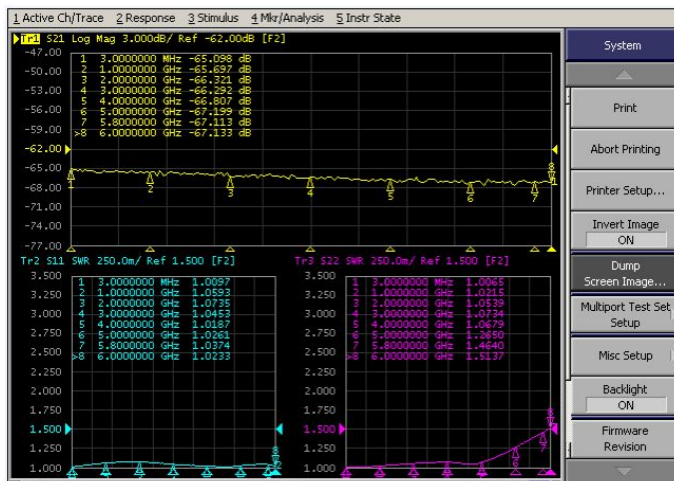 1 Active Ch/Trace 2 Response 3 Stimulus 4 Mkr/Analysis 5 Instr State
Tr1 S21 Log Mag 3.000dB/ Ref -62.00dB [F2]
-47.00
-50.00
-53.00
-56.00
-59.00
-62.00
-65.00
-68.00
-71.00
-74.00
-77.00
1 3.0000000 MHz -65.098 dB
2 1.0000000 GHz -65.697 dB
3 2.0000000 GHz -66.321 dB
4 3.0000000 GHz -66.292 dB
5 4.0000000 GHz -66.807 dB
6 5.0000000 GHz -67.199 dB
7 5.8000000 GHz -67.113 dB
>8 6.0000000 GHz -67.133 dB
1
2
3
4
5
6
7
8
Tr2 S11 SWR 250.0m/ Ref 1.500 [F2]
3.500
3.250
3.000
2.750
2.500
2.250
2.000
1.750
1.500
1.250
1.000
1 3.0000000 MHz 1.0097
2 1.0000000 GHz 1.0593
3 2.0000000 GHz 1.0735
4 3.0000000 GHz 1.0453
5 4.0000000 GHz 1.0187
6 5.0000000 GHz 1.0261
7 5.8000000 GHz 1.0374
>8 6.0000000 GHz 1.0233
Tr3 S22 SWR 250.0m/ Ref 1.500 [F2]
3.500
3.250
3.000
2.750
2.500
2.250
2.000
1.750
1.500
1.250
1.000
1 3.0000000 MHz 1.0065
2 1.0000000 GHz 1.0215
3 2.0000000 GHz 1.0539
4 3.0000000 GHz 1.0734
5 4.0000000 GHz 1.0679
6 5.0000000 GHz 1.2650
7 5.8000000 GHz 1.4640
>8 6.0000000 GHz 1.5137
System
Print
Abort Printing
Printer Setup...
Invert Image
ON
Dump
Screen Image...
Multiport Test Set
Setup
Misc Setup
Backlight
ON
Firmware
Revision